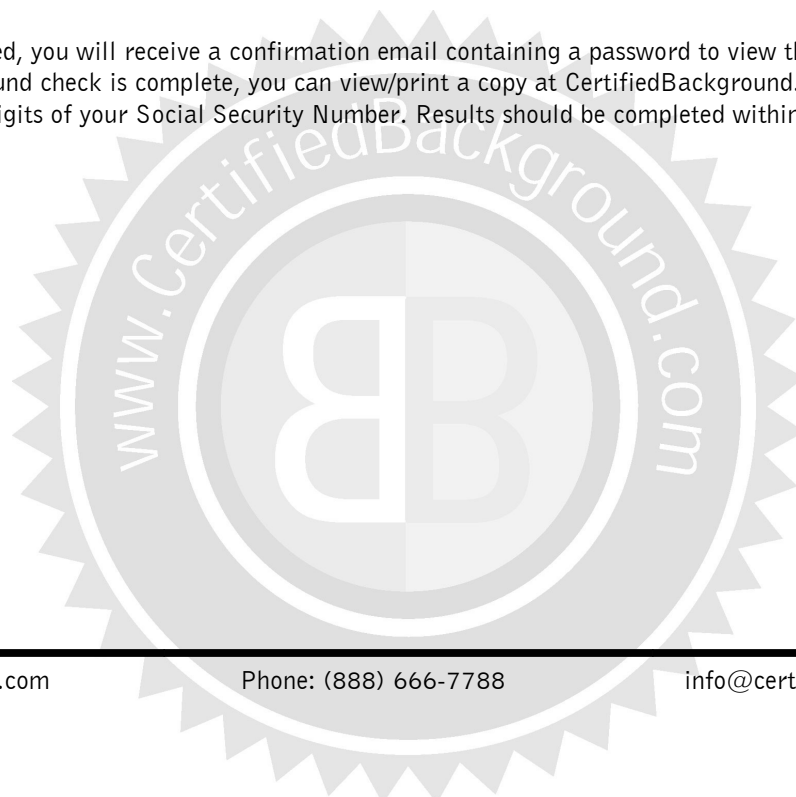 ed, you will receive a confirmation email containing a password to view th
und check is complete, you can view/print a copy at CertifiedBackground.
igits of your Social Security Number. Results should be completed within
www.CertifiedBackground.com
BB
.com Phone: (888) 666-7788 info@cert